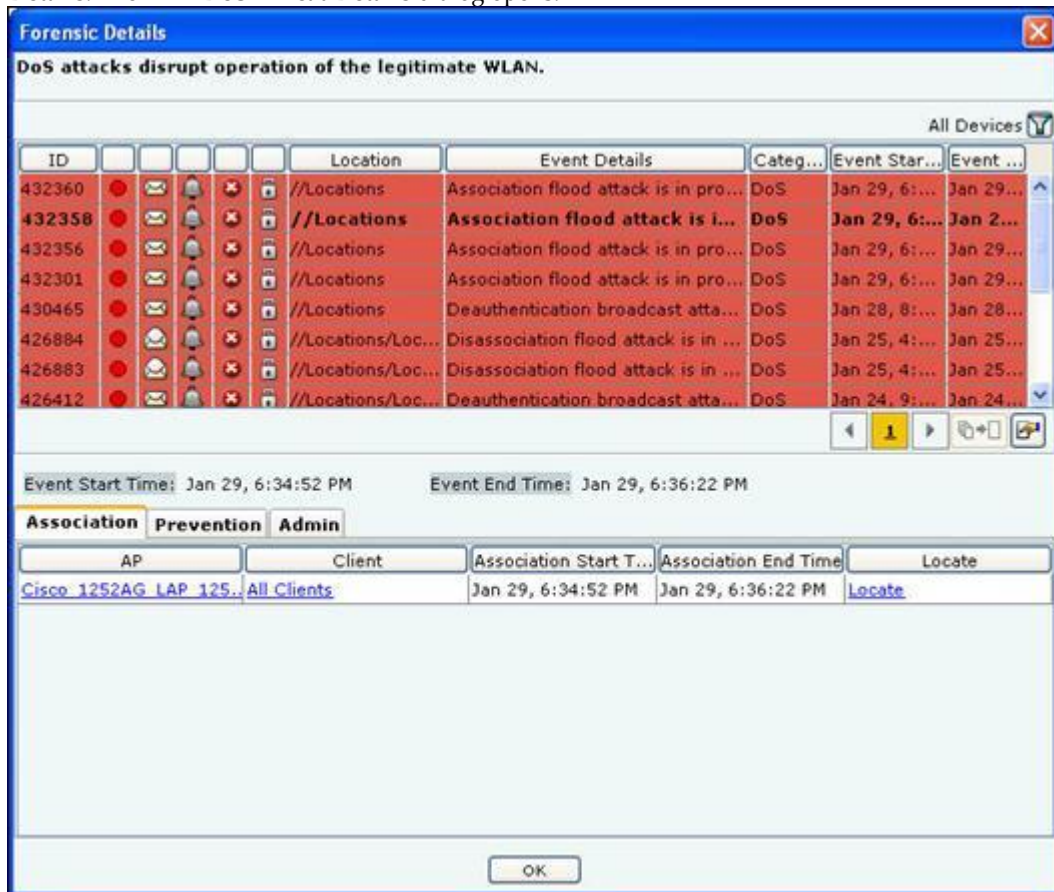 Forensic Details
DoS attacks disrupt operation of the legitimate WLAN.
All Devices
ID Location Event Details Categ... Event Star... Event ...
432360 //Locations Association flood attack is in pro... DoS Jan 29, 6:... Jan 29...
432358 //Locations Association flood attack is i... DoS Jan 29, 6:... Jan 2...
432356 //Locations Association flood attack is in pro... DoS Jan 29, 6:... Jan 29...
432301 //Locations Association flood attack is in pro... DoS Jan 29, 6:... Jan 29...
430465 //Locations Deauthentication broadcast atta... DoS Jan 28, 8:... Jan 28...
426884 //Locations/Loc... Disassociation flood attack is in ... DoS Jan 25, 4:... Jan 25...
426883 //Locations/Loc... Disassociation flood attack is in ... DoS Jan 25, 4:... Jan 25...
426412 //Locations/Loc... Deauthentication broadcast atta... DoS Jan 24, 9:... Jan 24...
1
Event Start Time: Jan 29, 6:34:52 PM Event End Time: Jan 29, 6:36:22 PM
Association Prevention Admin
AP Client Association Start T... Association End Time Locate
Cisco_1252AG_LAP_125... All Clients Jan 29, 6:34:52 PM Jan 29, 6:36:22 PM Locate
OK